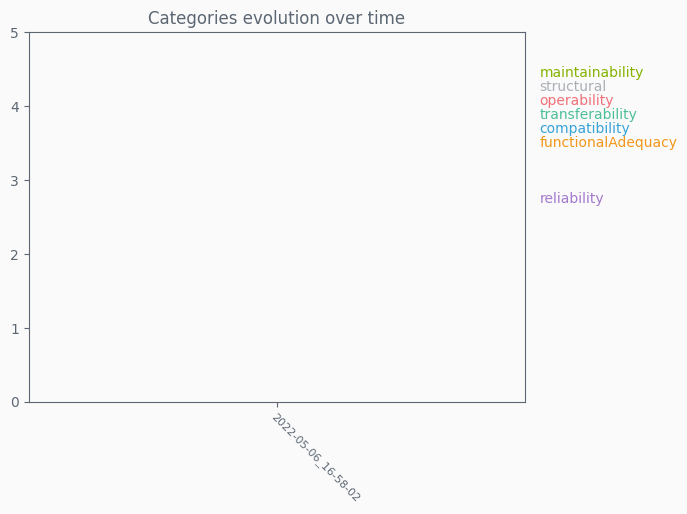 Categories evolution over time
5
4
3
2
1
0
2022-05-06_16-58-02
maintainability
structural
operability
transferability
compatibility
functionalAdequacy
reliability